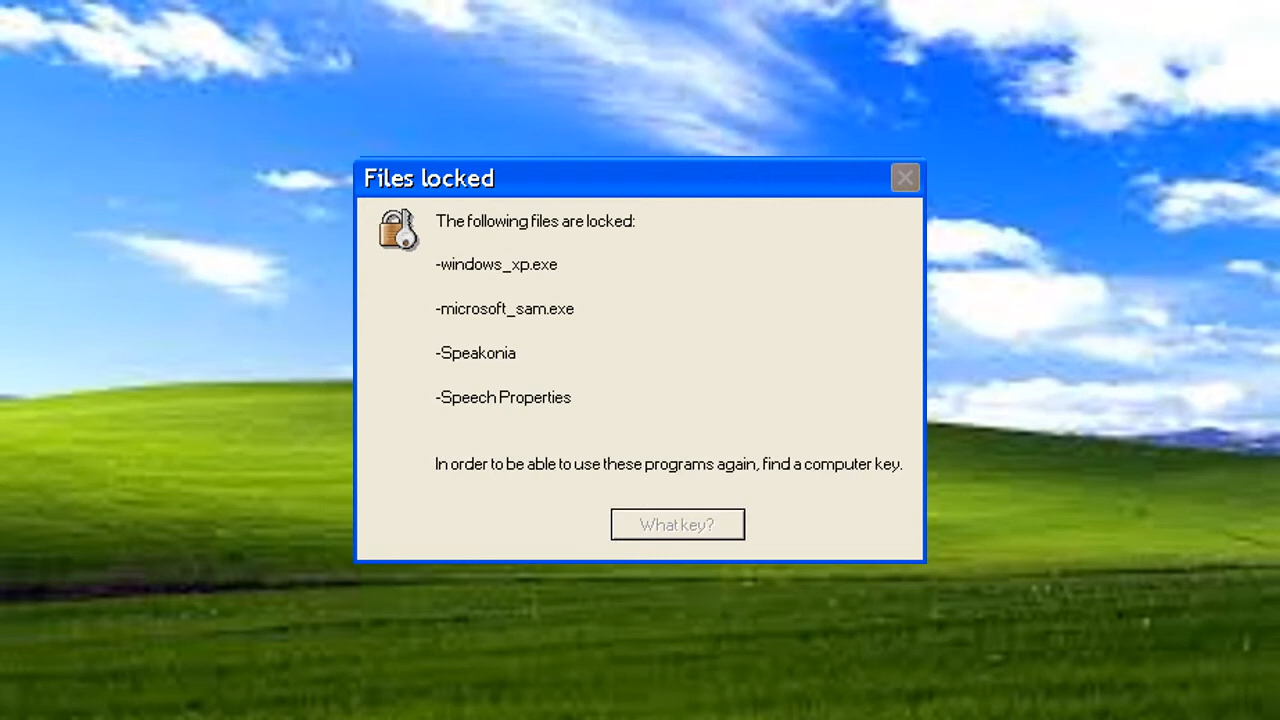 Files locked
The following files are locked:
-windows_xp.exe
-microsoft_sam.exe
-Speakonia
-Speech Properties
In order to be able to use these programs again, find a computer key.
What key?